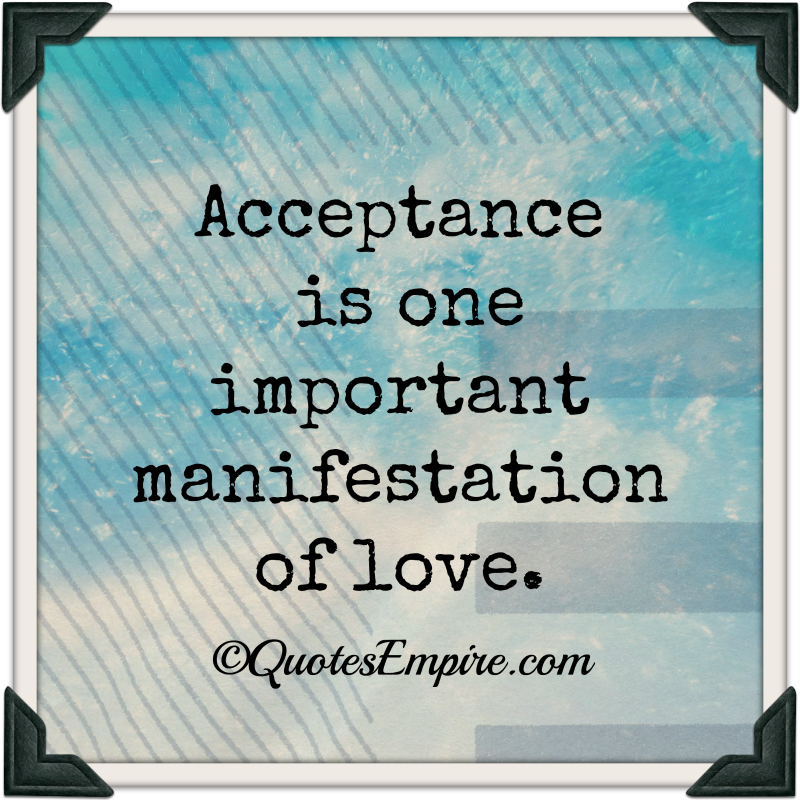 Acceptance
is one
important
manifestation
of love.
©QuotesEmpire.com